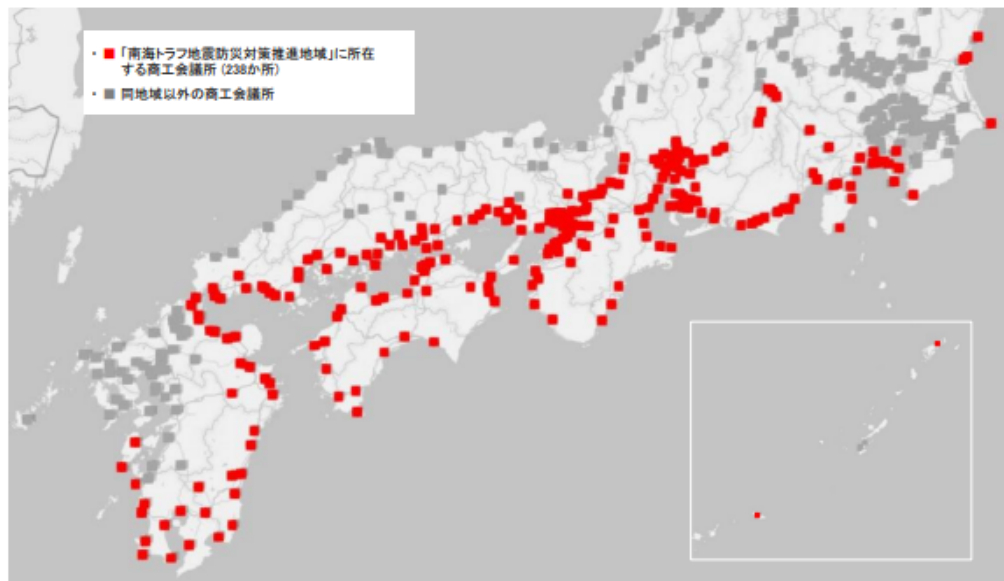 ・ ■ 「南海トラフ地震防災対策推進地域」に所在
する商工会議所 (238か所)
・ ■ 同地域以外の商工会議所